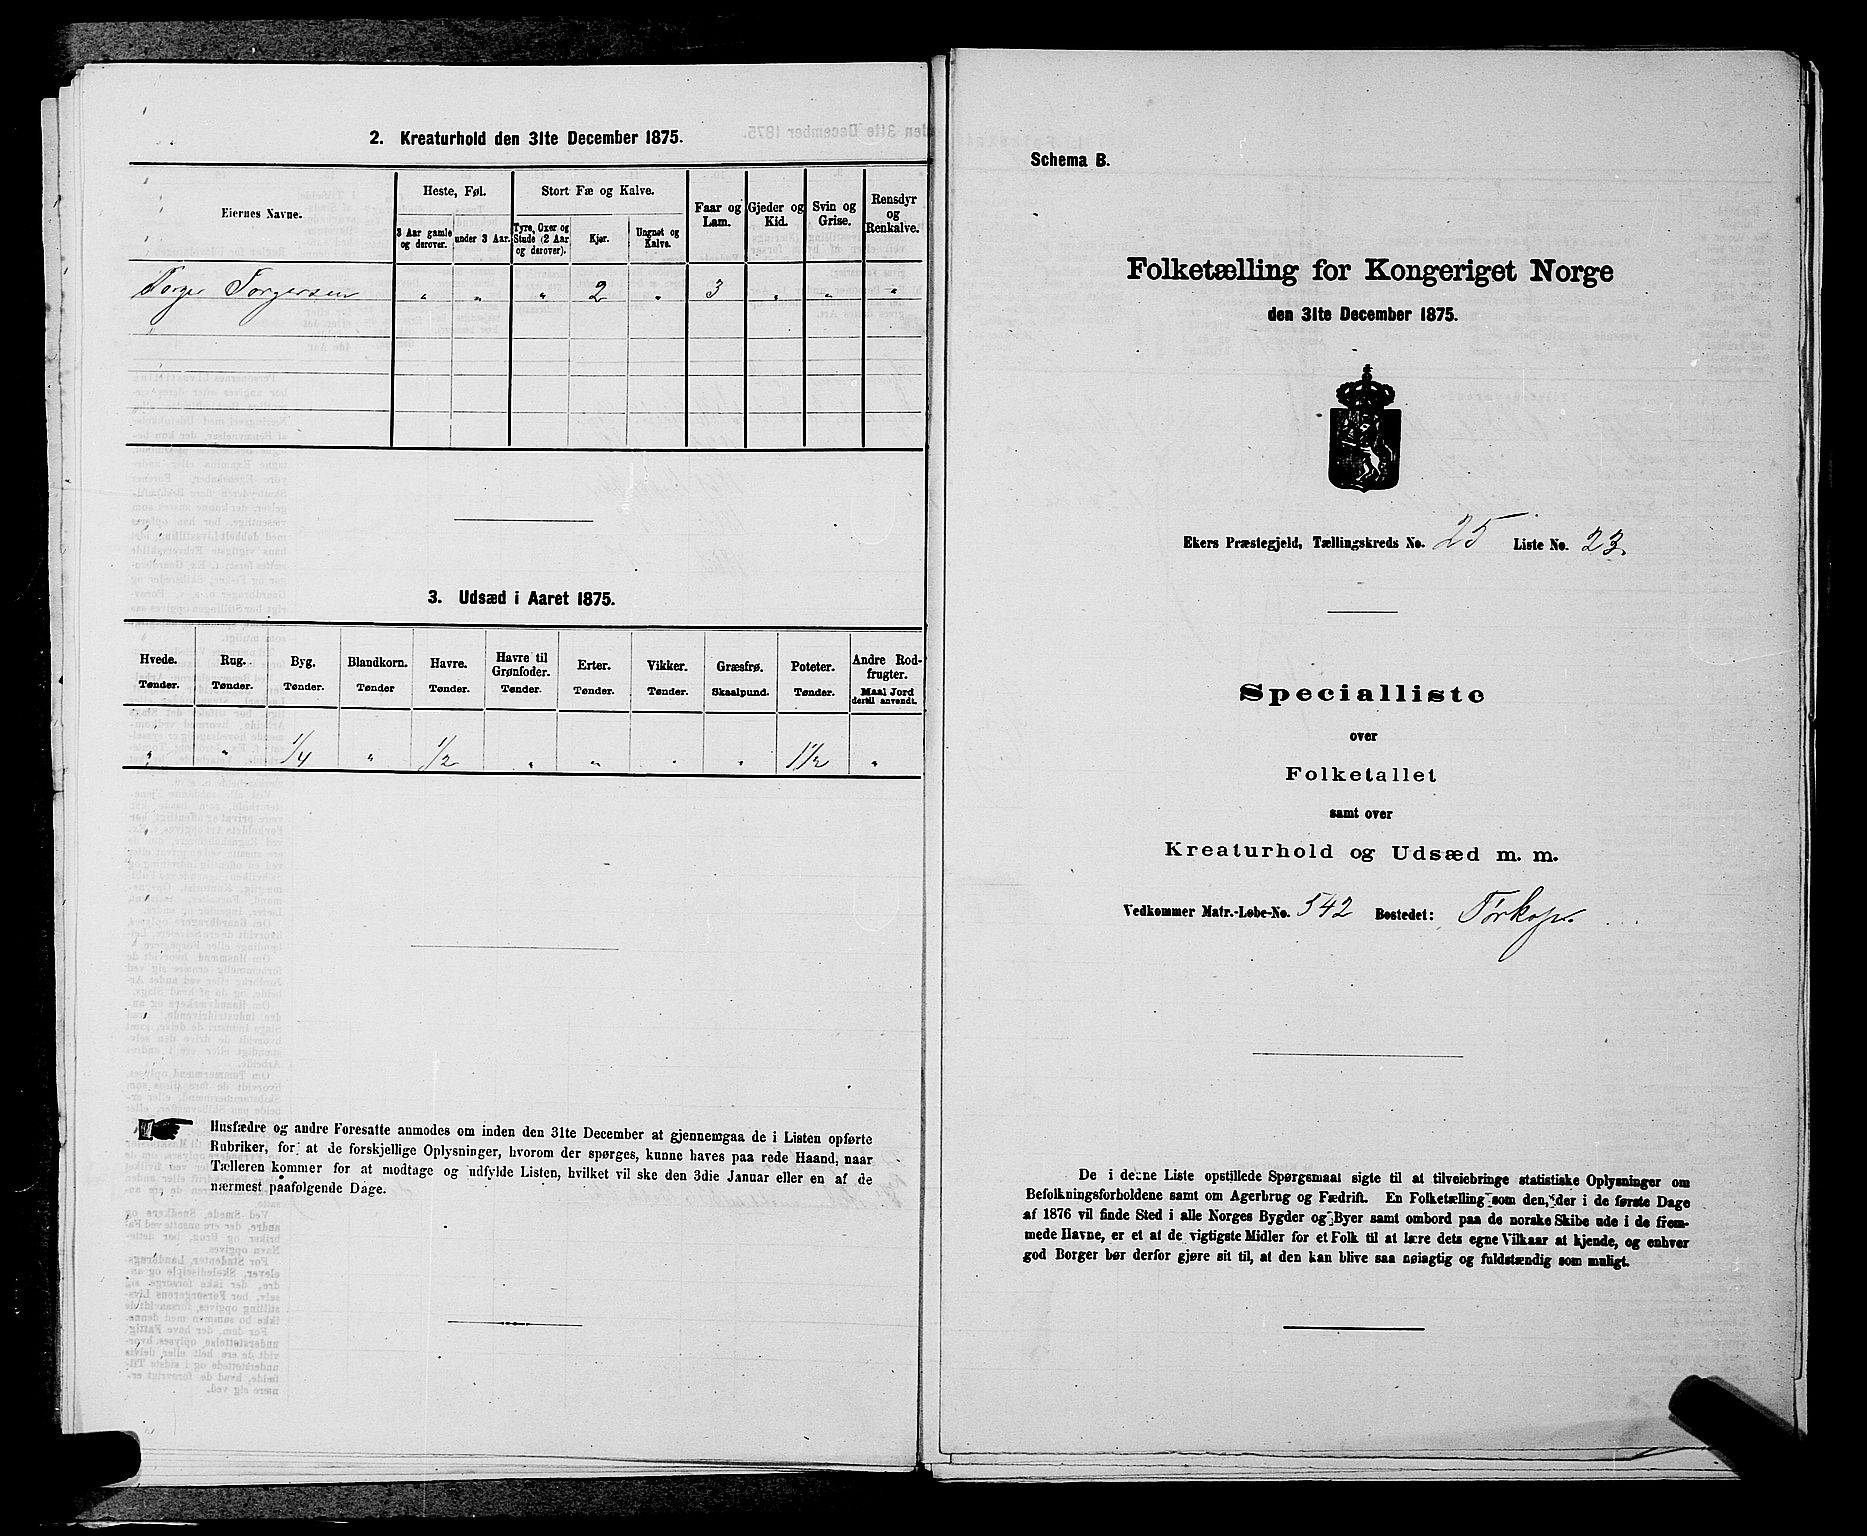 2. Kreaturhold den 31te December 1875.
Eiernes Navne.
Heste, Føl.
Stort Fæ og Kalve.
Faar og Lam.
Gjeder og Kid.
Svin og Grise.
Rensdyr og Renkalve.
3 Aar gamle og derover.
under 3 Aar.
Tyre, Oxer og Stude (2 Aar og derover).
Kjør.
Ungnøt og Kalve.
Torger Torgersen " " " 2 " 3 " " "
3. Udsæd i Aaret 1875.
Hvede. Rug. Byg. Blandkorn. Havre. Havre til Grønfoder. Erter. Vikker. Græsfrø. Poteter. Andre Rodfrugter.
Tønder. Tønder. Tønder. Tønder Tønder. Tønder. Tønder. Tønder. Skaalpund. Tønder. Maal Jord dertil anvendt.
" " 1/4 " 1/2 " " " " 1 1/2 "
Husfædre og andre Foresatte anmodes om inden den 31te December at gjennemgaa de i Listen opførte
Rubriker, for at de forskjellige Oplysninger, hvorom der spørges, kunne haves paa rede Haand, naar
Tælleren kommer for at modtage og udfylde Listen, hvilket vil ske den 3die Januar eller en af de
nærmest paafølgende Dage.
Schema B.
Folketælling for Kongeriget Norge
den 31te December 1875.
Ekers Præstegjeld, Tællingskreds No. 25 Liste No. 23.
Specialliste
over
Folketallet
samt over
Kreaturhold og Udsæd m. m.
Vedkommer Matr.-Løbe-No. 542 Bostedet: Torkop.
De i denne Liste opstillede Spørgsmaal sigte til at tilveiebringe statistiske Oplysninger om
Befolkningsforholdene samt om Agerbrug og Fædrift. En Folketælling som den, der i de første Dage
af 1876 vil finde Sted i alle Norges Bygder og Byer samt ombord paa de norske Skibe ude i de frem-
mede Havne, er et af de vigtigste Midler for et Folk til at lære dets egne Vilkaar at kjende, og enhver
god Borger bør derfor gjøre sit til, at den kan blive saa nøiagtig og fuldstændig som muligt.